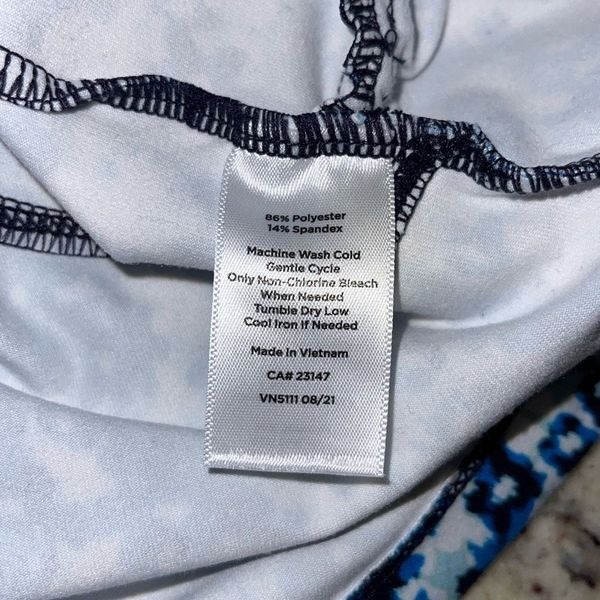 86% Polyester
14% Spandex
Machine Wash Cold
Gentle Cycle
Only Non-Chlorine Bleach
When Needed
Tumble Dry Low
Cool Iron If Needed
Made in Vietnam
CA# 23147
VN5111 08/21